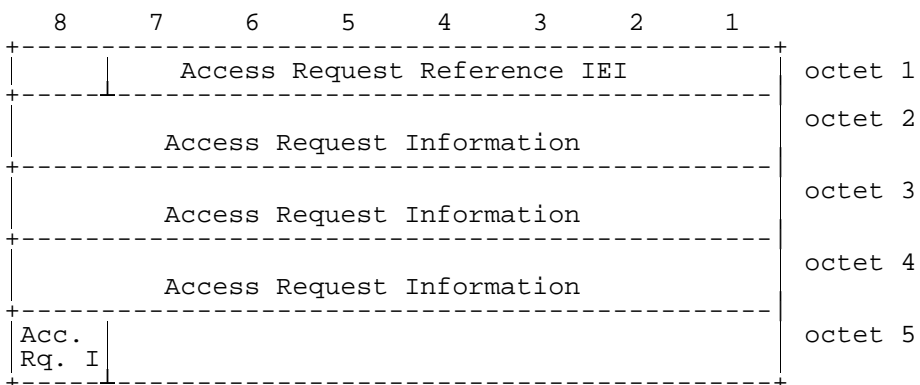 8 7 6 5 4 3 2 1
Access Request Reference IEI octet 1
octet 2
Access Request Information
octet 3
Access Request Information
octet 4
Access Request Information
Acc. octet 5
Rq. I